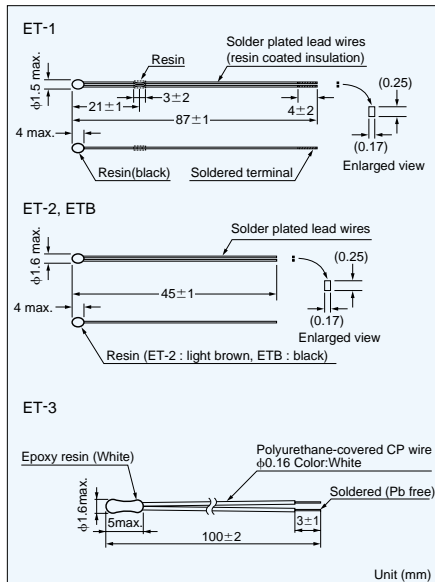 ET-1
Resin
Solder plated lead wires
(resin coated insulation)
ϕ1.5 max.
(0.25)
3±2
21±1
4±2
87±1
4 max.
(0.17)
Enlarged view
Resin(black)
Soldered terminal
ET-2, ETB
Solder plated lead wires
ϕ1.6 max.
(0.25)
45±1
4 max.
(0.17)
Enlarged view
Resin (ET-2 : light brown, ETB : black)
ET-3
Epoxy resin (White)
Polyurethane-covered CP wire
ϕ0.16 Color:White
Soldered (Pb free)
ϕ1.6max.
5max.
3±1
100±2
Unit (mm)